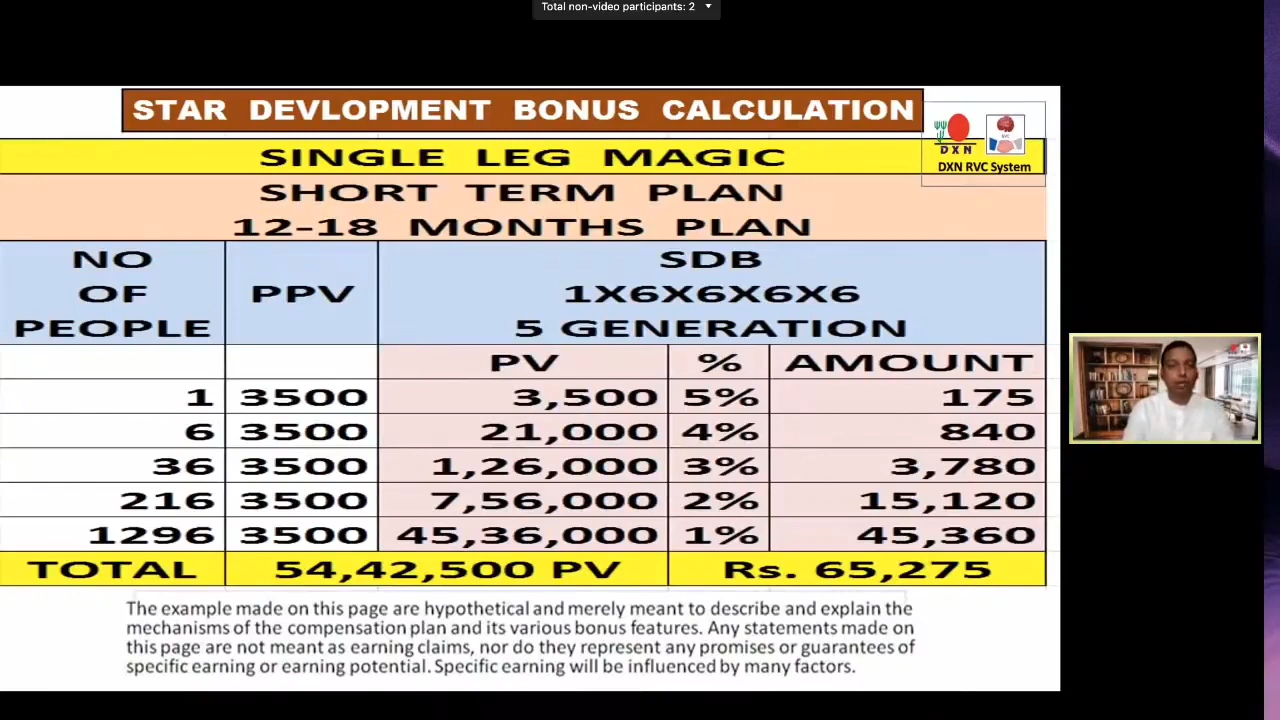 Total non-video participants: 2
STAR DEVLOPMENT BONUS CALCULATION
DXN
DXN RVC System
SINGLE LEG MAGIC
SHORT TERM PLAN
12-18 MONTHS PLAN
NO OF PEOPLE PPV SDB 1X6X6X6X6 5 GENERATION
PV % AMOUNT
1 3500 3,500 5% 175
6 3500 21,000 4% 840
36 3500 1,26,000 3% 3,780
216 3500 7,56,000 2% 15,120
1296 3500 45,36,000 1% 45,360
TOTAL 54,42,500 PV Rs. 65,275
The example made on this page are hypothetical and merely meant to describe and explain the
mechanisms of the compensation plan and its various bonus features. Any statements made on
this page are not meant as earning claims, nor do they represent any promises or guarantees of
specific earning or earning potential. Specific earning will be influenced by many factors.